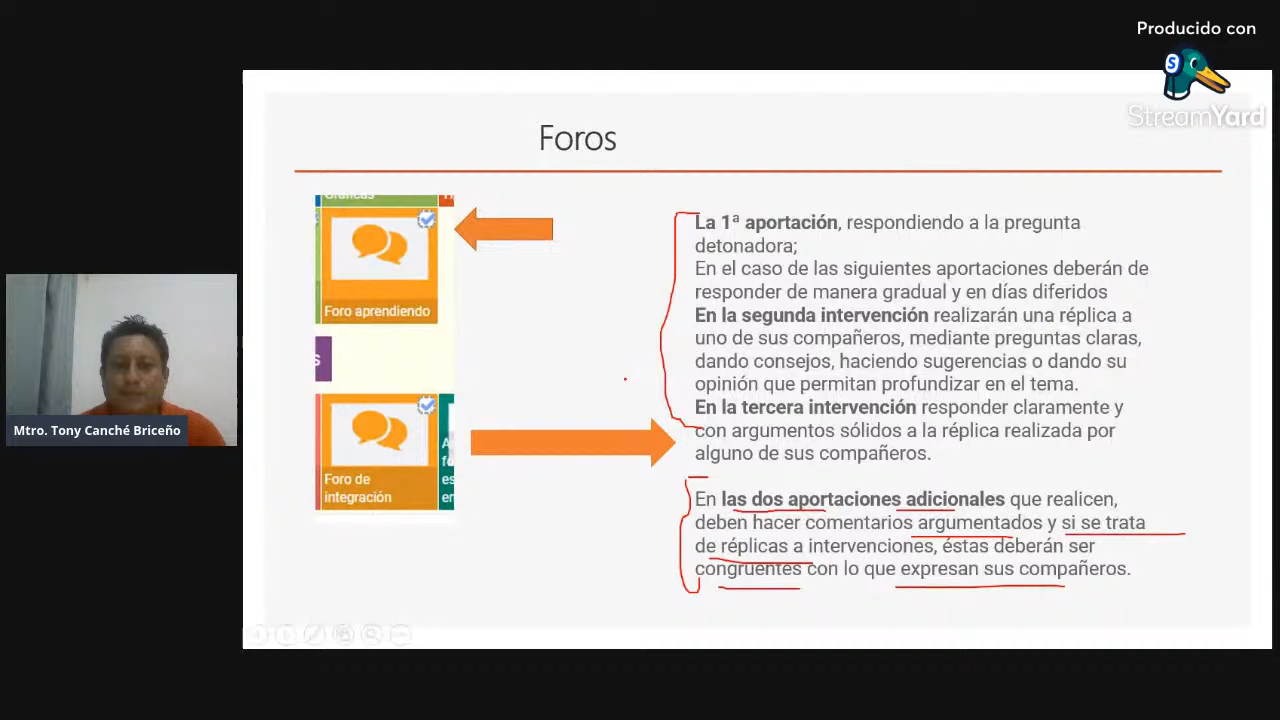 Producido con
StreamYard
Foros
Gráficas
Foro aprendiendo
S
Foro de
integración
A
fo
es
en
La 1ª aportación, respondiendo a la pregunta
detonadora;
En el caso de las siguientes aportaciones deberán de
responder de manera gradual y en días diferidos
En la segunda intervención realizarán una réplica a
uno de sus compañeros, mediante preguntas claras,
dando consejos, haciendo sugerencias o dando su
opinión que permitan profundizar en el tema.
En la tercera intervención responder claramente y
con argumentos sólidos a la réplica realizada por
alguno de sus compañeros.
En las dos aportaciones adicionales que realicen,
deben hacer comentarios argumentados y si se trata
de réplicas a intervenciones, éstas deberán ser
congruentes con lo que expresan sus compañeros.
Mtro. Tony Canché Briceño